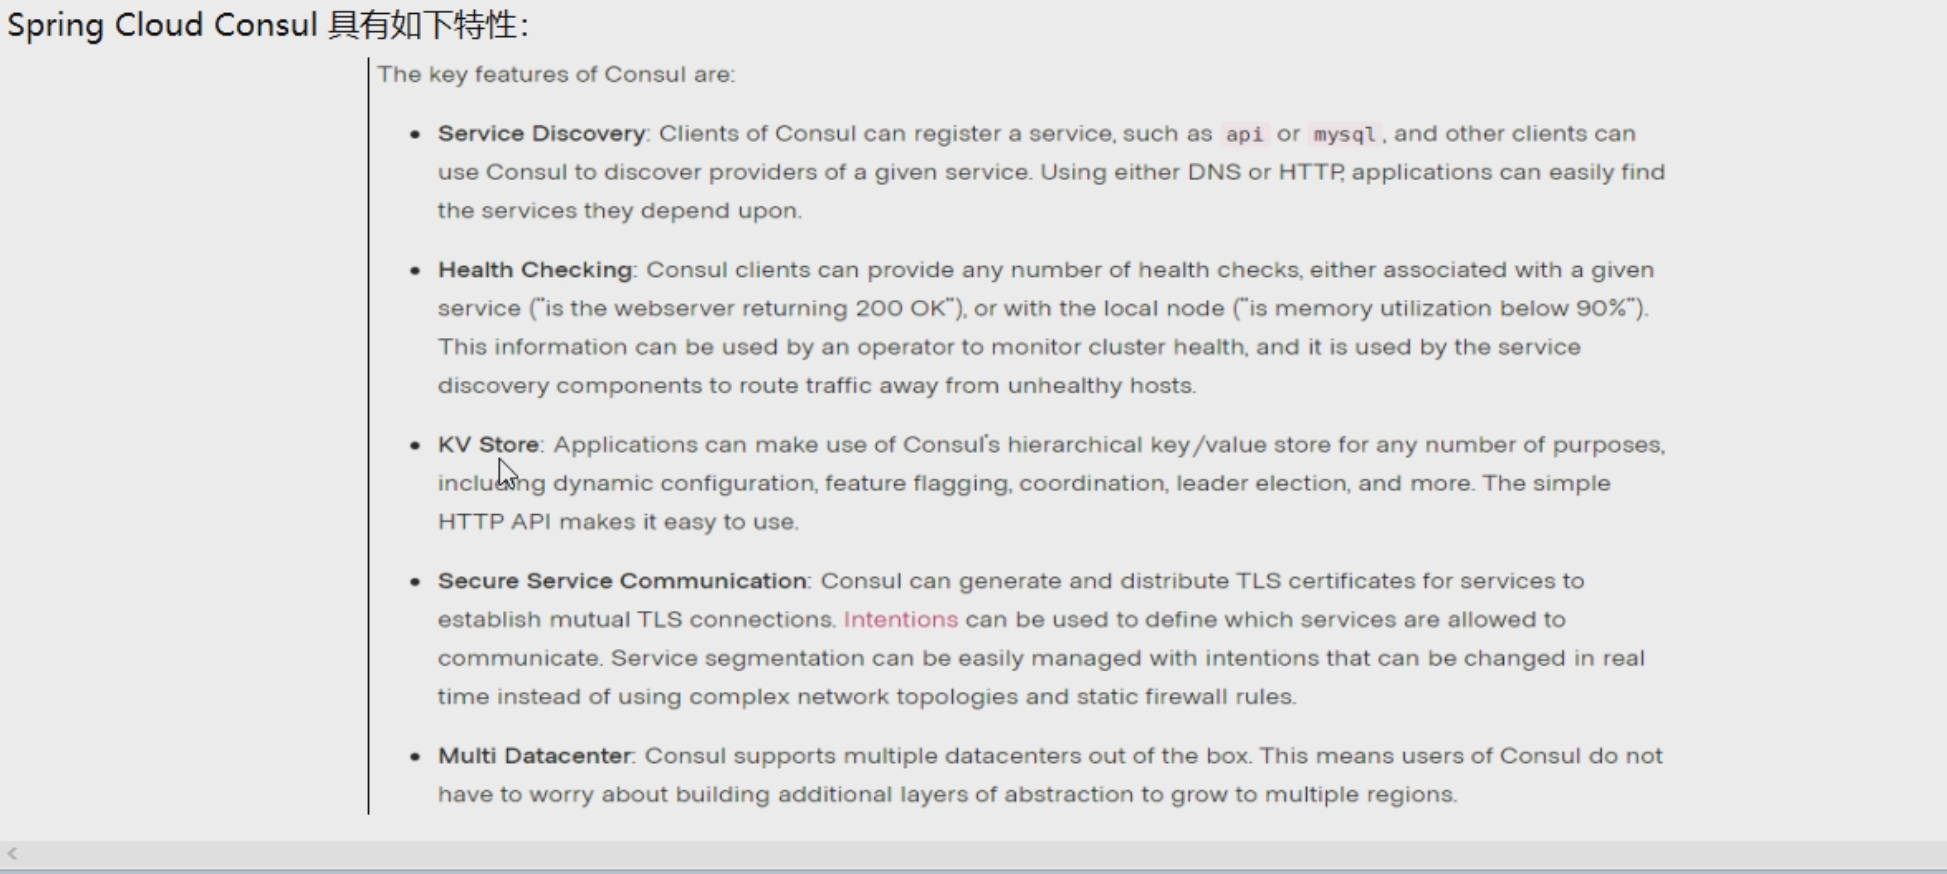 Spring Cloud Consul 具有如下特性:
The key features of Consul are:
• Service Discovery: Clients of Consul can register a service, such as api or mysql, and other clients can
use Consul to discover providers of a given service. Using either DNS or HTTP, applications can easily find
the services they depend upon.
• Health Checking: Consul clients can provide any number of health checks, either associated with a given
service ("is the webserver returning 200 OK"), or with the local node ("is memory utilization below 90%").
This information can be used by an operator to monitor cluster health, and it is used by the service
discovery components to route traffic away from unhealthy hosts.
• KV Store: Applications can make use of Consul's hierarchical key/value store for any number of purposes,
including dynamic configuration, feature flagging, coordination, leader election, and more. The simple
HTTP API makes it easy to use.
• Secure Service Communication: Consul can generate and distribute TLS certificates for services to
establish mutual TLS connections. Intentions can be used to define which services are allowed to
communicate. Service segmentation can be easily managed with intentions that can be changed in real
time instead of using complex network topologies and static firewall rules.
• Multi Datacenter: Consul supports multiple datacenters out of the box. This means users of Consul do not
have to worry about building additional layers of abstraction to grow to multiple regions.